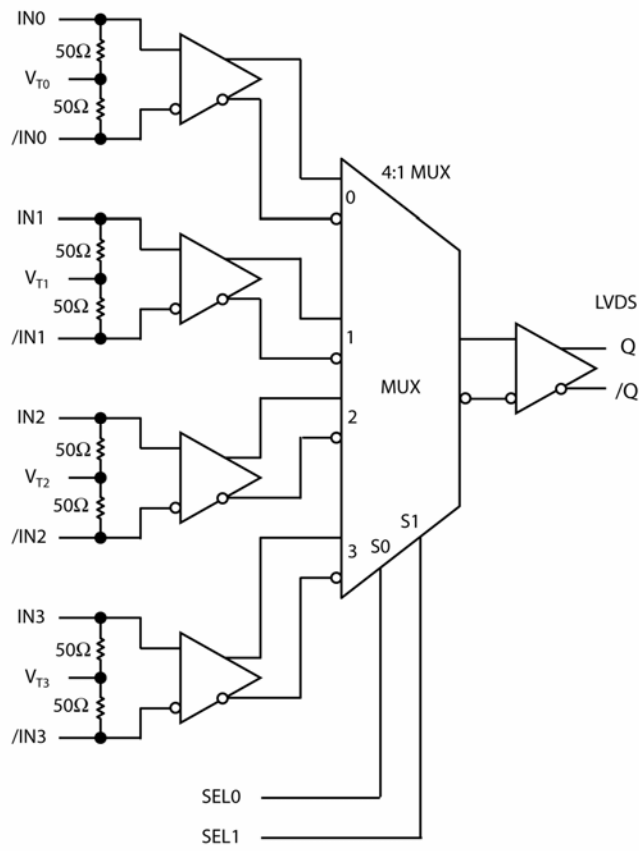 IN0
50Ω
VT0
50Ω
/IN0
4:1 MUX
0
IN1
50Ω
VT1
50Ω
/IN1
1
LVDS
Q
/Q
MUX
IN2
50Ω
VT2
50Ω
/IN2
2
S1
S0
3
IN3
50Ω
VT3
50Ω
/IN3
SEL0
SEL1